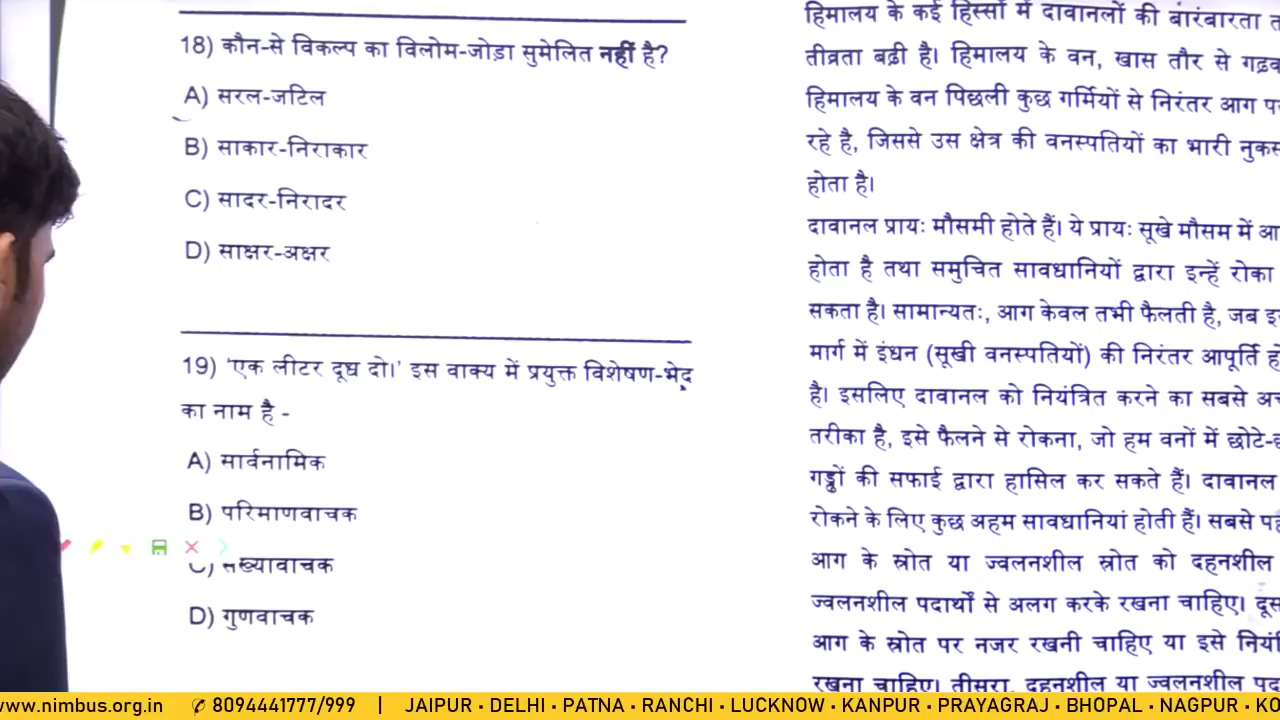 18) कौन-से विकल्प का विलोम-जोड़ा सुमेलित नहीं है?
A) सरल-जटिल
B) साकार-निराकार
C) सादर-निरादर
D) साक्षर-अक्षर
19) ‘एक लीटर दूध दो।’ इस वाक्य में प्रयुक्त विशेषण-भेद
का नाम है -
A) सार्वनामिक
B) परिमाणवाचक
D) गुणवाचक
हिमालय के कई हिस्सों में दावानलों की बारंबारता
तीव्रता बढ़ी है। हिमालय के वन, खास तौर से
हिमालय के वन पिछली कुछ गर्मियों से निरंतर आग
रहे है, जिससे उस क्षेत्र की वनस्पतियों का भारी
होता है।
दावानल प्रायः मौसमी होते हैं। ये प्रायः सूखे मौसम में
होता है तथा समुचित सावधानियों द्वारा इन्हें रोका
सकता है। सामान्यतः, आग केवल तभी फैलती है, जब
मार्ग में इंधन (सूखी वनस्पतियों) की निरंतर आपूर्ति
है। इसलिए दावानल को नियंत्रित करने का सबसे
तरीका है, इसे फैलने से रोकना, जो हम वनों में
गड्ढों की सफाई द्वारा हासिल कर सकते हैं। दावानल
रोकने के लिए कुछ अहम सावधानियां होती हैं।
आग के स्रोत या ज्वलनशील स्रोत को दहनशील
ज्वलनशील पदार्थों से अलग करके रखना चाहिए।
आग के स्रोत पर नजर रखनी चाहिए या इसे
रखना चाहिए। तीसरा, दहनशील या ज्वलनशील
www.nimbus.org.in ✆ 8094441777/999 | JAIPUR • DELHI • PATNA • RANCHI • LUCKNOW • KANPUR • PRAYAGRAJ • BHOPAL • NAGPUR •